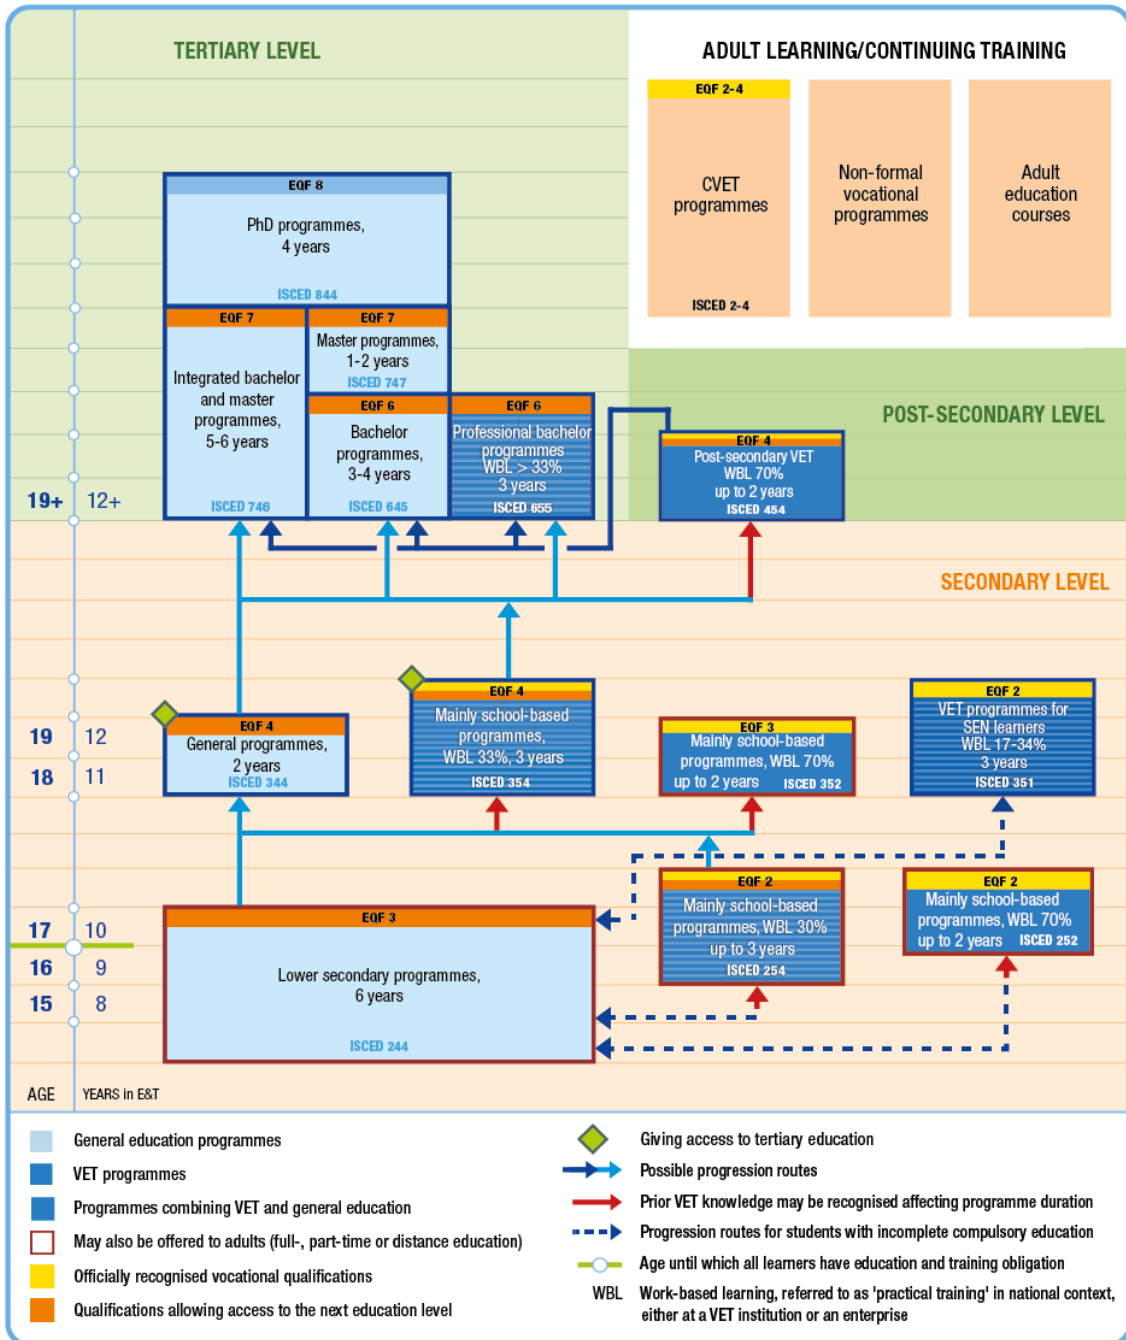 TERTIARY LEVEL
ADULT LEARNING/CONTINUING TRAINING
EQF 2-4
CVET
programmes
ISCED 2-4
Non-formal
vocational
programmes
Adult
education
courses
EQF 8
PhD programmes,
4 years
ISCED 844
EQF 7
Integrated bachelor
and master
programmes,
5-6 years
ISCED 746
EQF 7
Master programmes,
1-2 years
ISCED 747
EQF 6
Bachelor
programmes,
3-4 years
ISCED 645
EQF 6
Professional bachelor
programmes
WBL > 33%
3 years
ISCED 655
POST-SECONDARY LEVEL
EQF 4
Post-secondary VET
WBL 70%
up to 2 years
ISCED 454
19+ 12+
SECONDARY LEVEL
EQF 4
General programmes,
2 years
ISCED 344
EQF 4
Mainly school-based
programmes,
WBL 33%, 3 years
ISCED 354
EQF 3
Mainly school-based
programmes, WBL 70%
up to 2 years ISCED 352
EQF 2
VET programmes for
SEN learners
WBL 17-34%
3 years
ISCED 351
19 12
18 11
EQF 3
Lower secondary programmes,
6 years
ISCED 244
EQF 2
Mainly school-based
programmes, WBL 30%
up to 3 years
ISCED 254
EQF 2
Mainly school-based
programmes, WBL 70%
up to 2 years ISCED 252
17 10
16 9
15 8
AGE YEARS in E&T
General education programmes
VET programmes
Programmes combining VET and general education
May also be offered to adults (full-, part-time or distance education)
Officially recognised vocational qualifications
Qualifications allowing access to the next education level
Giving access to tertiary education
Possible progression routes
Prior VET knowledge may be recognised affecting programme duration
Progression routes for students with incomplete compulsory education
Age until which all learners have education and training obligation
WBL Work-based learning, referred to as 'practical training' in national context,
either at a VET institution or an enterprise